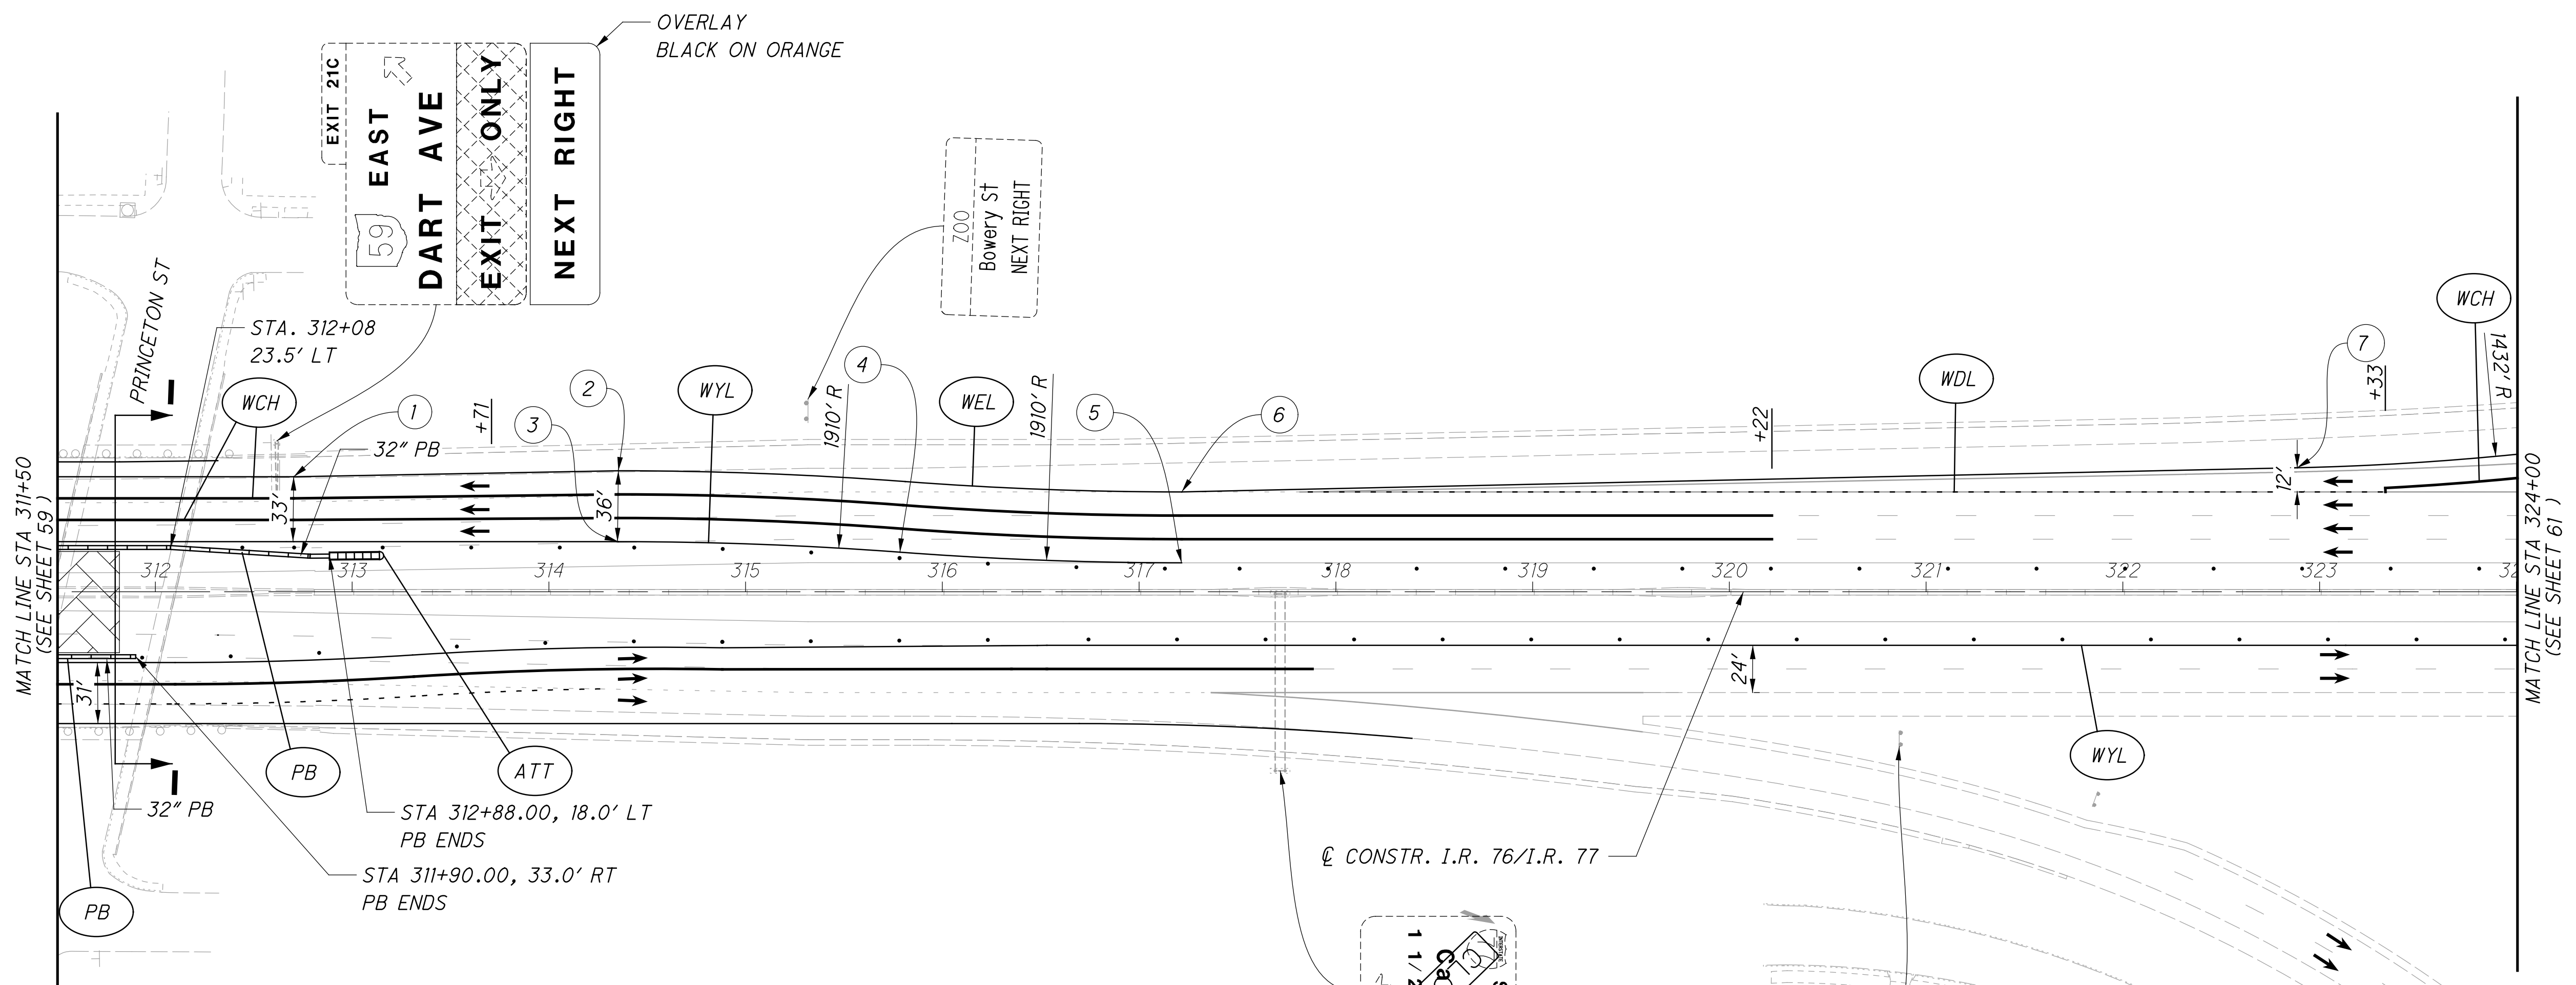 OVERLAY
BLACK ON ORANGE
EXIT 21C
59 EAST
DART AVE
EXIT ONLY
NEXT RIGHT
ZOO
Bowery St
NEXT RIGHT
PRINCETON ST
STA. 312+08
23.5' LT
WCH
1
32" PB
+71
2
3
WYL
4
1910' R
WEL
1910' R
5
6
+22
WDL
7
+33
WCH
1432' R
33'
36'
12'
MATCH LINE STA 311+50
(SEE SHEET 59 )
312
313
314
315
316
317
318
319
320
321
322
323
32
MATCH LINE STA 324+00
(SEE SHEET 61 )
31'
24'
32" PB
PB
ATT
WYL
STA 312+88.00, 18.0' LT
PB ENDS
STA 311+90.00, 33.0' RT
PB ENDS
PB
℄ CONSTR. I.R. 76/I.R. 77
Ca
1 1/2